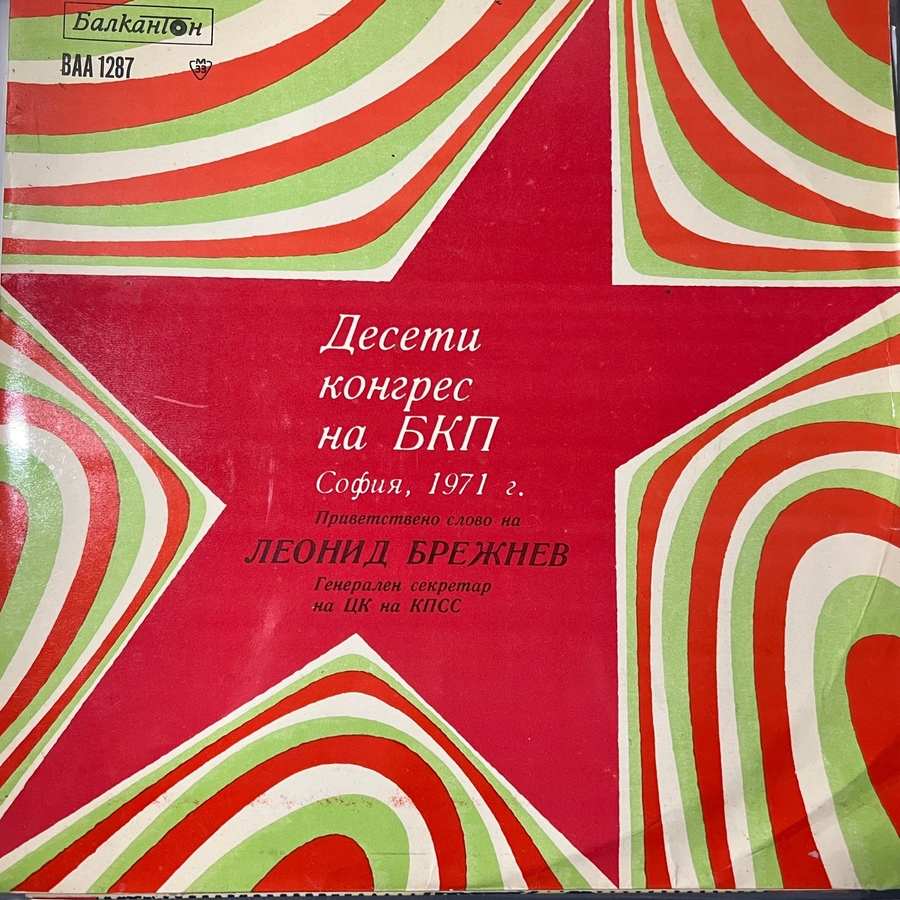 Балкантон
ВАА 1287
М
33
Десети
конгрес
на БКП
София, 1971 г.
Приветствено слово на
ЛЕОНИД БРЕЖНЕВ
Генерален секретар
на ЦК на КПСС